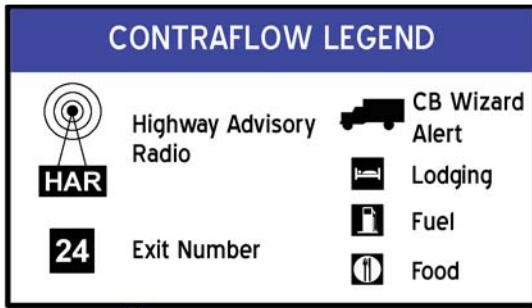 CONTRAFLOW LEGEND
HAR
Highway Advisory
Radio
24
Exit Number
CB Wizard
Alert
Lodging
Fuel
Food